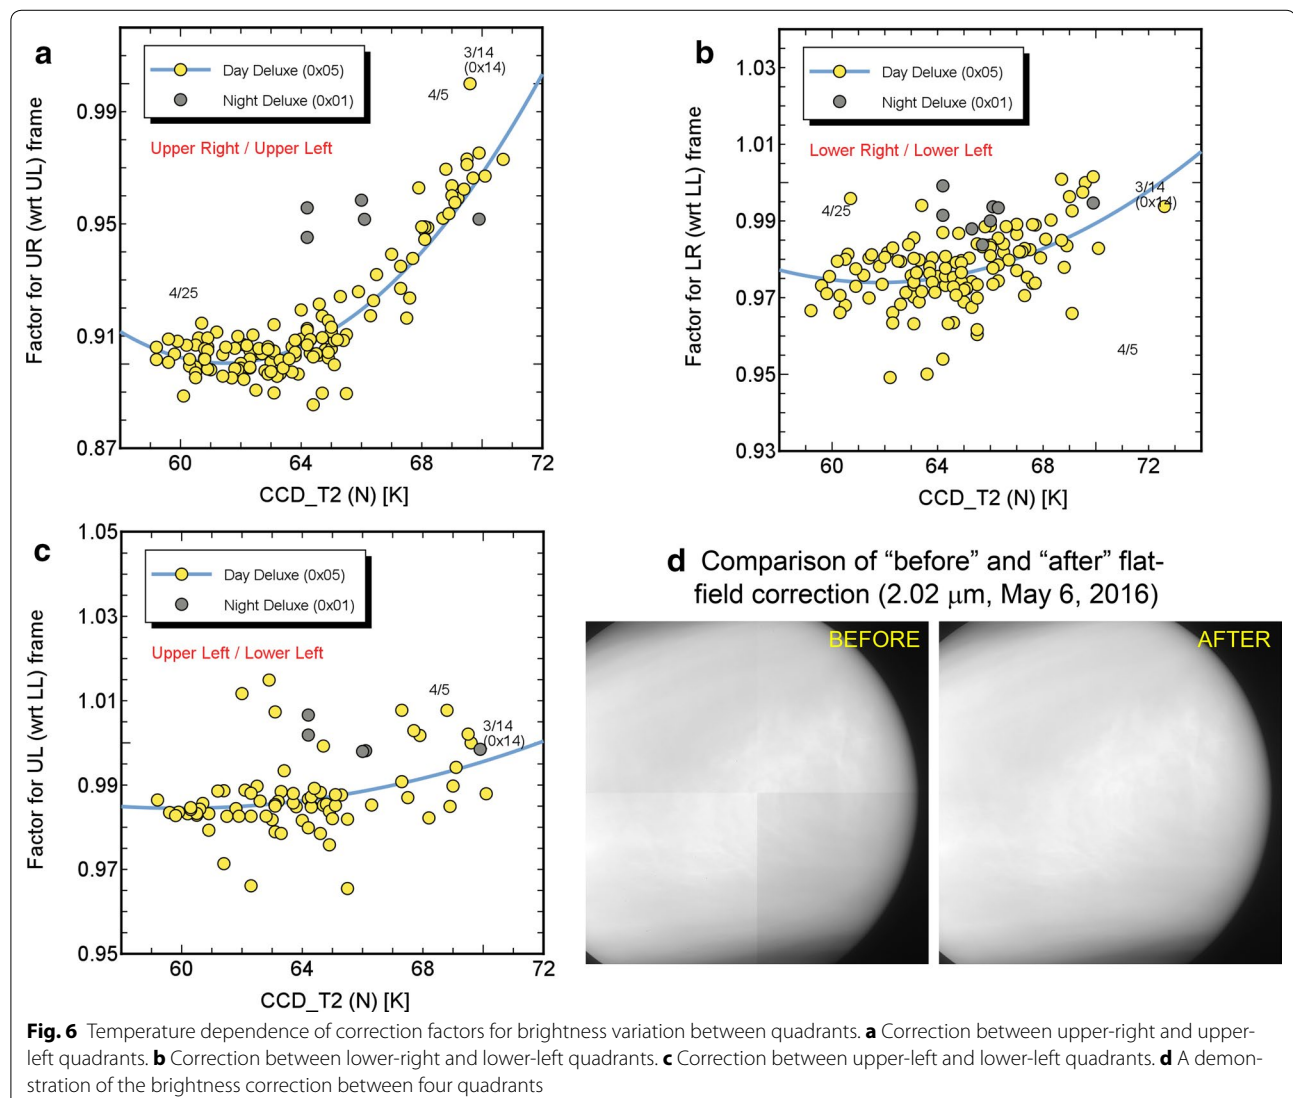 a
Day Deluxe (0x05)
Night Deluxe (0x01)
Upper Right / Upper Left
3/14
(0x14)
4/5
4/25
0.99
0.95
0.91
0.87
60 64 68 72
Factor for UR (wrt UL) frame
CCD_T2 (N) [K]
b
Day Deluxe (0x05)
Night Deluxe (0x01)
Lower Right / Lower Left
3/14
(0x14)
4/25
4/5
1.03
1.01
0.99
0.97
0.95
0.93
60 64 68 72
Factor for LR (wrt LL) frame
CCD_T2 (N) [K]
c
Day Deluxe (0x05)
Night Deluxe (0x01)
Upper Left / Lower Left
4/5
3/14
(0x14)
1.05
1.03
1.01
0.99
0.97
0.95
60 64 68 72
Factor for UL (wrt LL) frame
CCD_T2 (N) [K]
d Comparison of “before” and “after” flat-
field correction (2.02 μm, May 6, 2016)
BEFORE
AFTER
Fig. 6 Temperature dependence of correction factors for brightness variation between quadrants. a Correction between upper-right and upper-
left quadrants. b Correction between lower-right and lower-left quadrants. c Correction between upper-left and lower-left quadrants. d A demon-
stration of the brightness correction between four quadrants